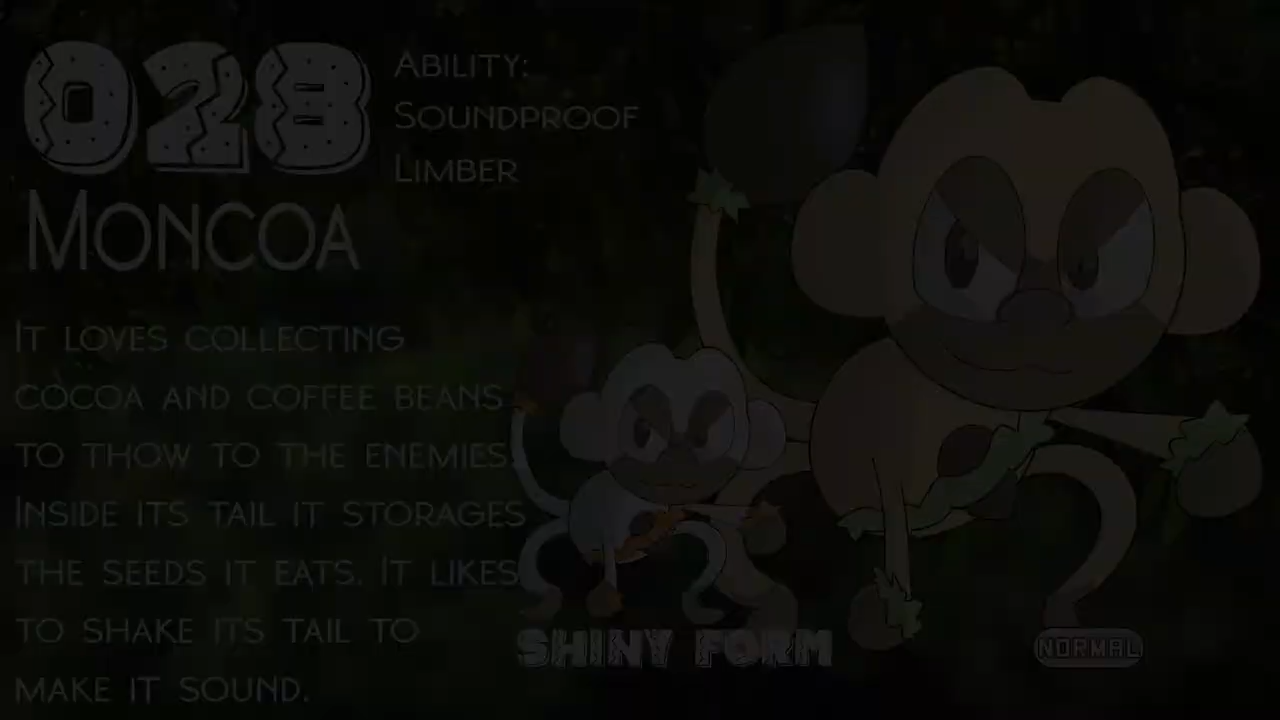 028
Moncoa
Ability:
Soundproof
Limber
It loves collecting
cocoa and coffee beans
to thow to the enemies.
Inside its tail it storages
the seeds it eats. It likes
to shake its tail to
make it sound.
SHINY FORM
NORMAL